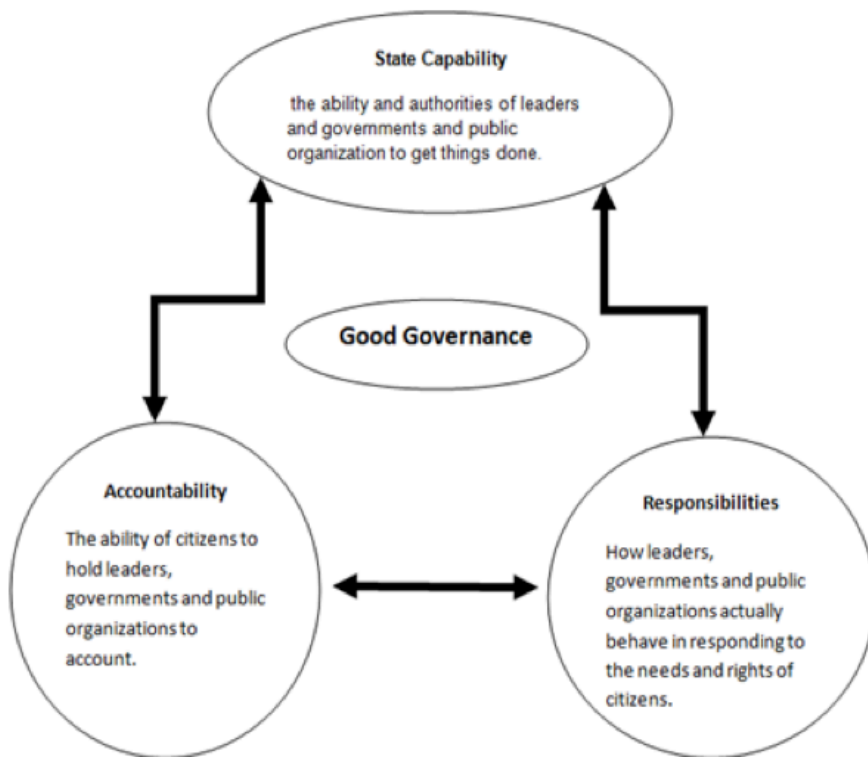 State Capability
the ability and authorities of leaders
and governments and public
organization to get things done.
Good Governance
Accountability
The ability of citizens to
hold leaders,
governments and public
organizations to
account.
Responsibilities
How leaders,
governments and public
organizations actually
behave in responding to
the needs and rights of
citizens.